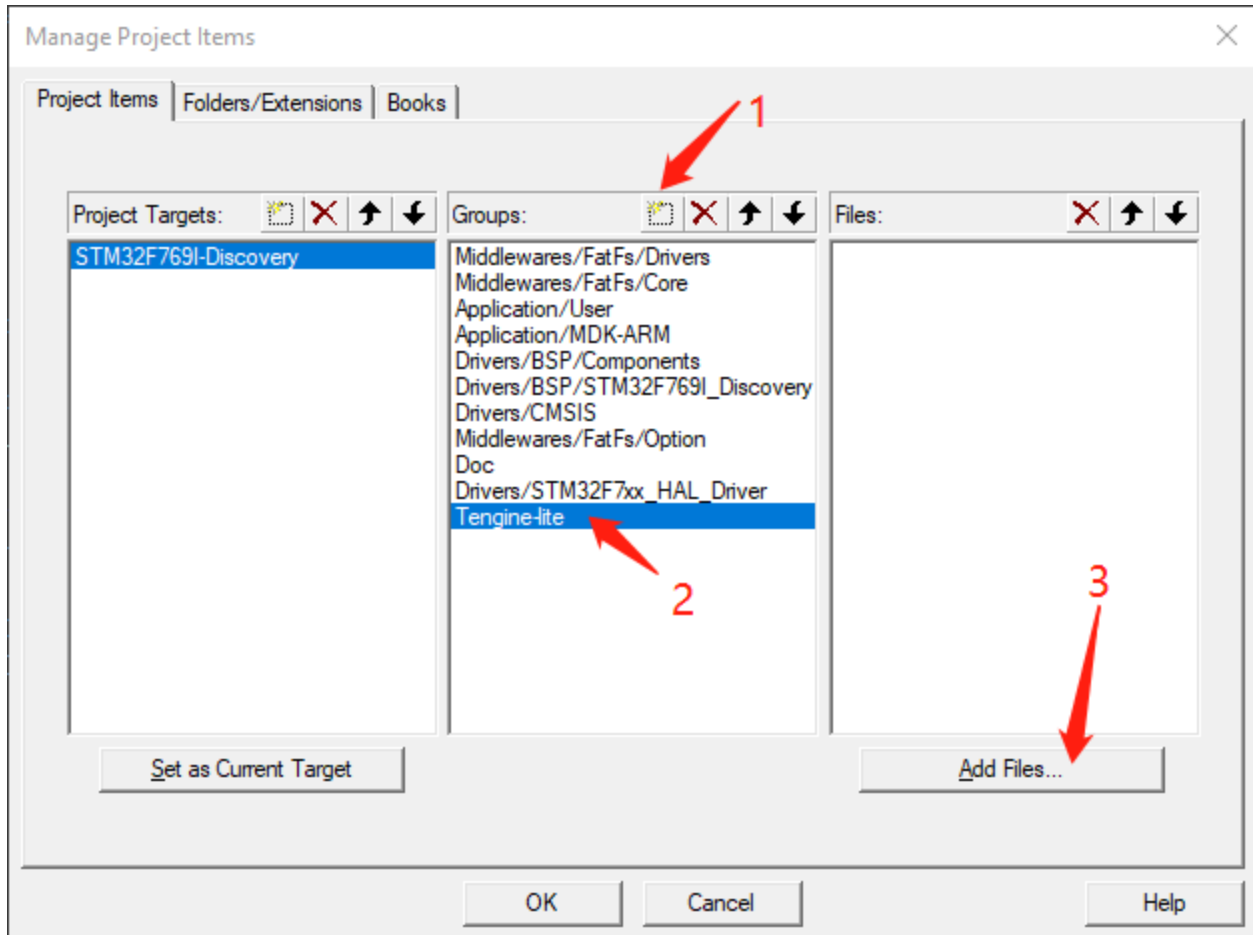 Manage Project Items
Project Items Folders/Extensions Books
1
Project Targets:
STM32F769I-Discovery
Set as Current Target
Groups:
Middlewares/FatFs/Drivers
Middlewares/FatFs/Core
Application/User
Application/MDK-ARM
Drivers/BSP/Components
Drivers/BSP/STM32F769I_Discovery
Drivers/CMSIS
Middlewares/FatFs/Option
Doc
Drivers/STM32F7xx_HAL_Driver
Tengine-lite
2
Files:
3
Add Files...
OK Cancel Help